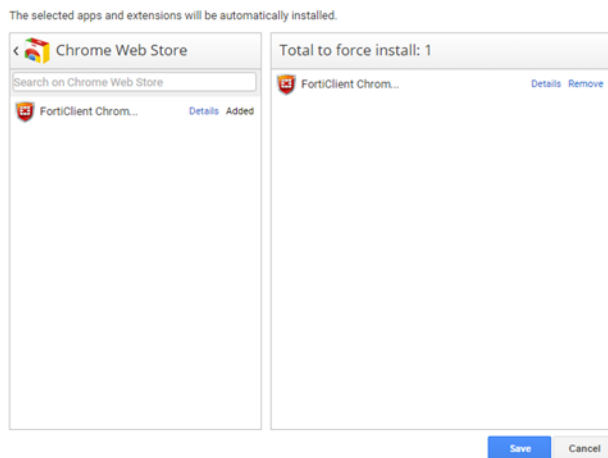 The selected apps and extensions will be automatically installed.
Chrome Web Store
Search on Chrome Web Store
FortiClient Chrom... Details Added
Total to force install: 1
FortiClient Chrom... Details Remove
Save Cancel